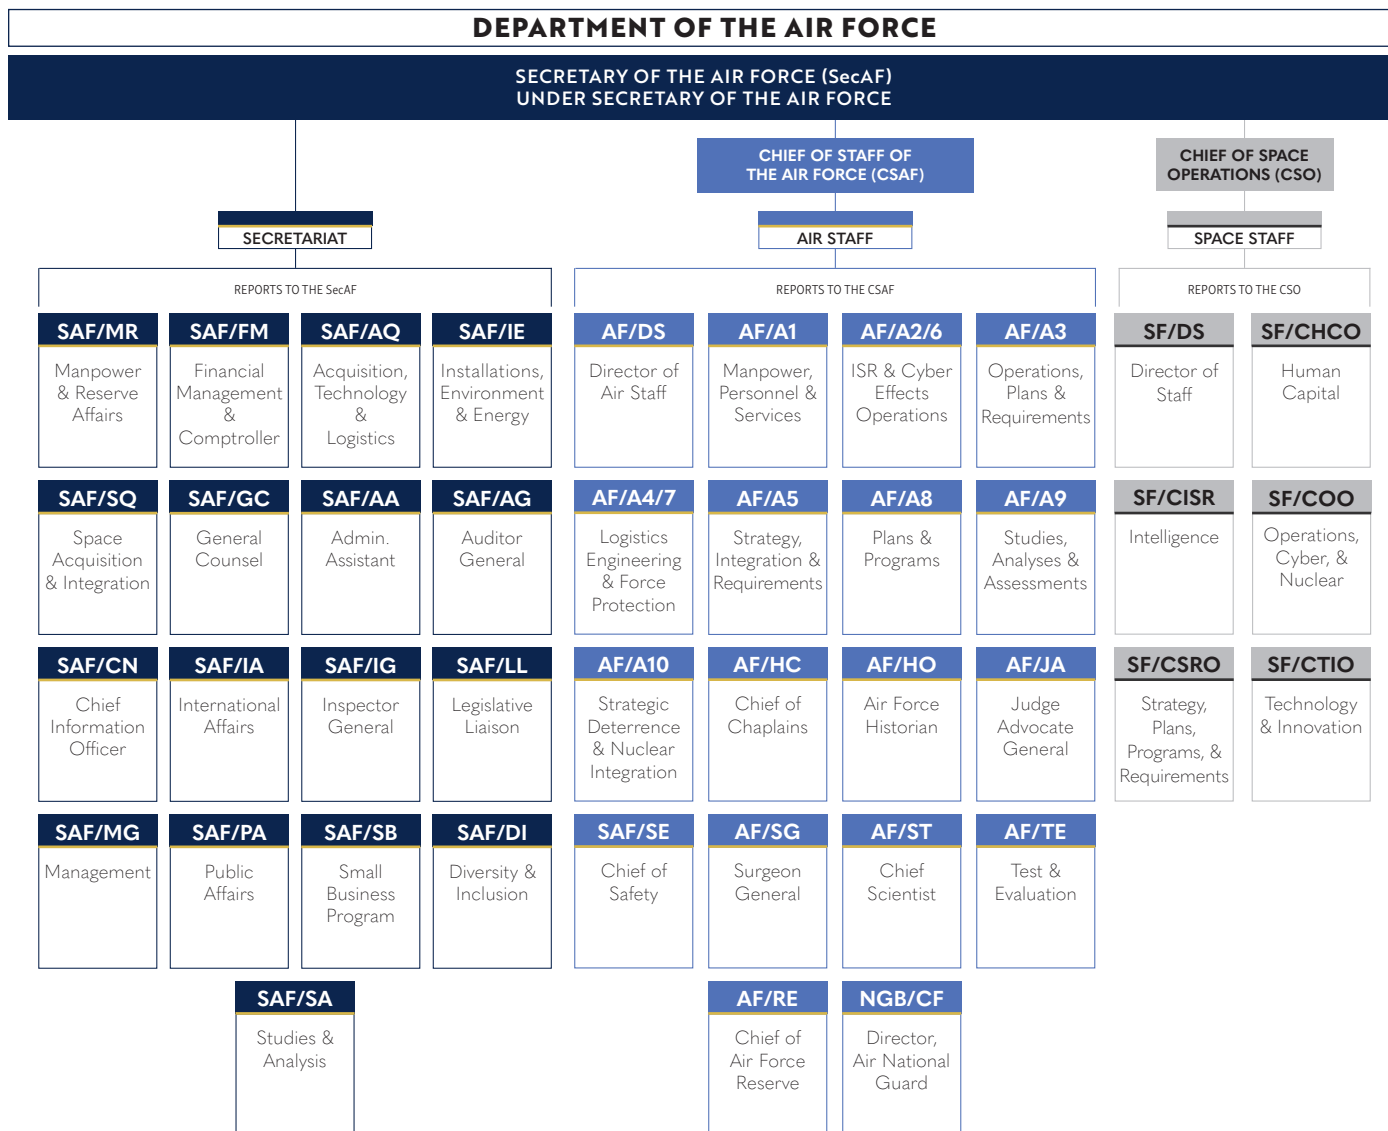 DEPARTMENT OF THE AIR FORCE
SECRETARY OF THE AIR FORCE (SecAF)
UNDER SECRETARY OF THE AIR FORCE
CHIEF OF STAFF OF
THE AIR FORCE (CSAF)
CHIEF OF SPACE
OPERATIONS (CSO)
SECRETARIAT
AIR STAFF
SPACE STAFF
REPORTS TO THE SecAF
REPORTS TO THE CSAF
REPORTS TO THE CSO
SAF/MR
Manpower
& Reserve
Affairs
SAF/FM
Financial
Management
&
Comptroller
SAF/AQ
Acquisition,
Technology
&
Logistics
SAF/IE
Installations,
Environment
& Energy
AF/DS
Director of
Air Staff
AF/A1
Manpower,
Personnel &
Services
AF/A2/6
ISR & Cyber
Effects
Operations
AF/A3
Operations,
Plans &
Requirements
SF/DS
Director of
Staff
SF/CHCO
Human
Capital
SAF/SQ
Space
Acquisition
& Integration
SAF/GC
General
Counsel
SAF/AA
Admin.
Assistant
SAF/AG
Auditor
General
AF/A4/7
Logistics
Engineering
& Force
Protection
AF/A5
Strategy,
Integration &
Requirements
AF/A8
Plans &
Programs
AF/A9
Studies,
Analyses &
Assessments
SF/CISR
Intelligence
SF/COO
Operations,
Cyber, &
Nuclear
SAF/CN
Chief
Information
Officer
SAF/IA
International
Affairs
SAF/IG
Inspector
General
SAF/LL
Legislative
Liaison
AF/A10
Strategic
Deterrence
& Nuclear
Integration
AF/HC
Chief of
Chaplains
AF/HO
Air Force
Historian
AF/JA
Judge
Advocate
General
SF/CSRO
Strategy,
Plans,
Programs, &
Requirements
SF/CTIO
Technology
& Innovation
SAF/MG
Management
SAF/PA
Public
Affairs
SAF/SB
Small
Business
Program
SAF/DI
Diversity &
Inclusion
SAF/SE
Chief of
Safety
AF/SG
Surgeon
General
AF/ST
Chief
Scientist
AF/TE
Test &
Evaluation
SAF/SA
Studies &
Analysis
AF/RE
Chief of
Air Force
Reserve
NGB/CF
Director,
Air National
Guard